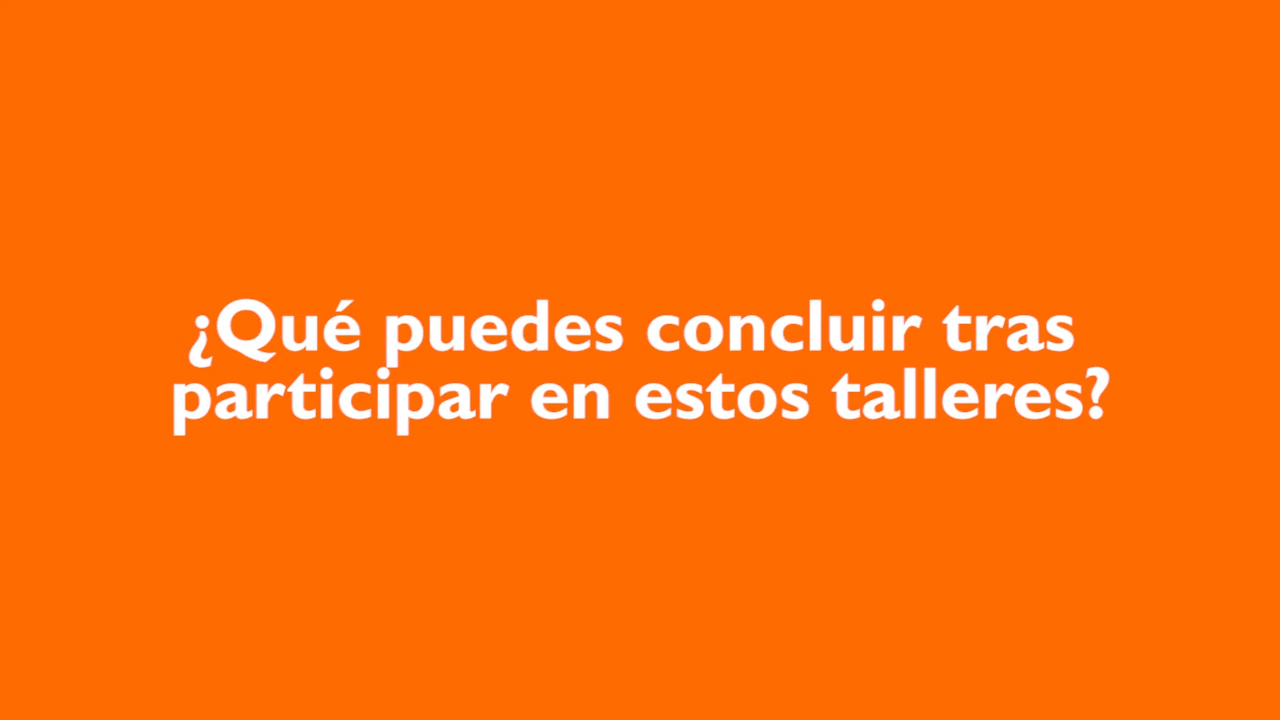 ¿Qué puedes concluir tras
participar en estos talleres?